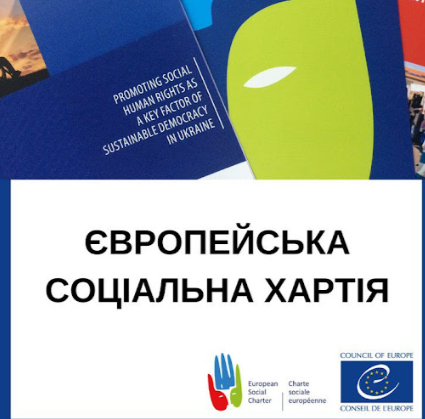 PROMOTING SOCIAL
HUMAN RIGHTS AS
A KEY FACTOR OF
SUSTAINABLE DEMOCRACY
IN UKRAINE
ЄВРОПЕЙСЬКА
СОЦІАЛЬНА ХАРТІЯ
European
Social
Charter
Charte
sociale
européenne
COUNCIL OF EUROPE
CONSEIL DE L'EUROPE